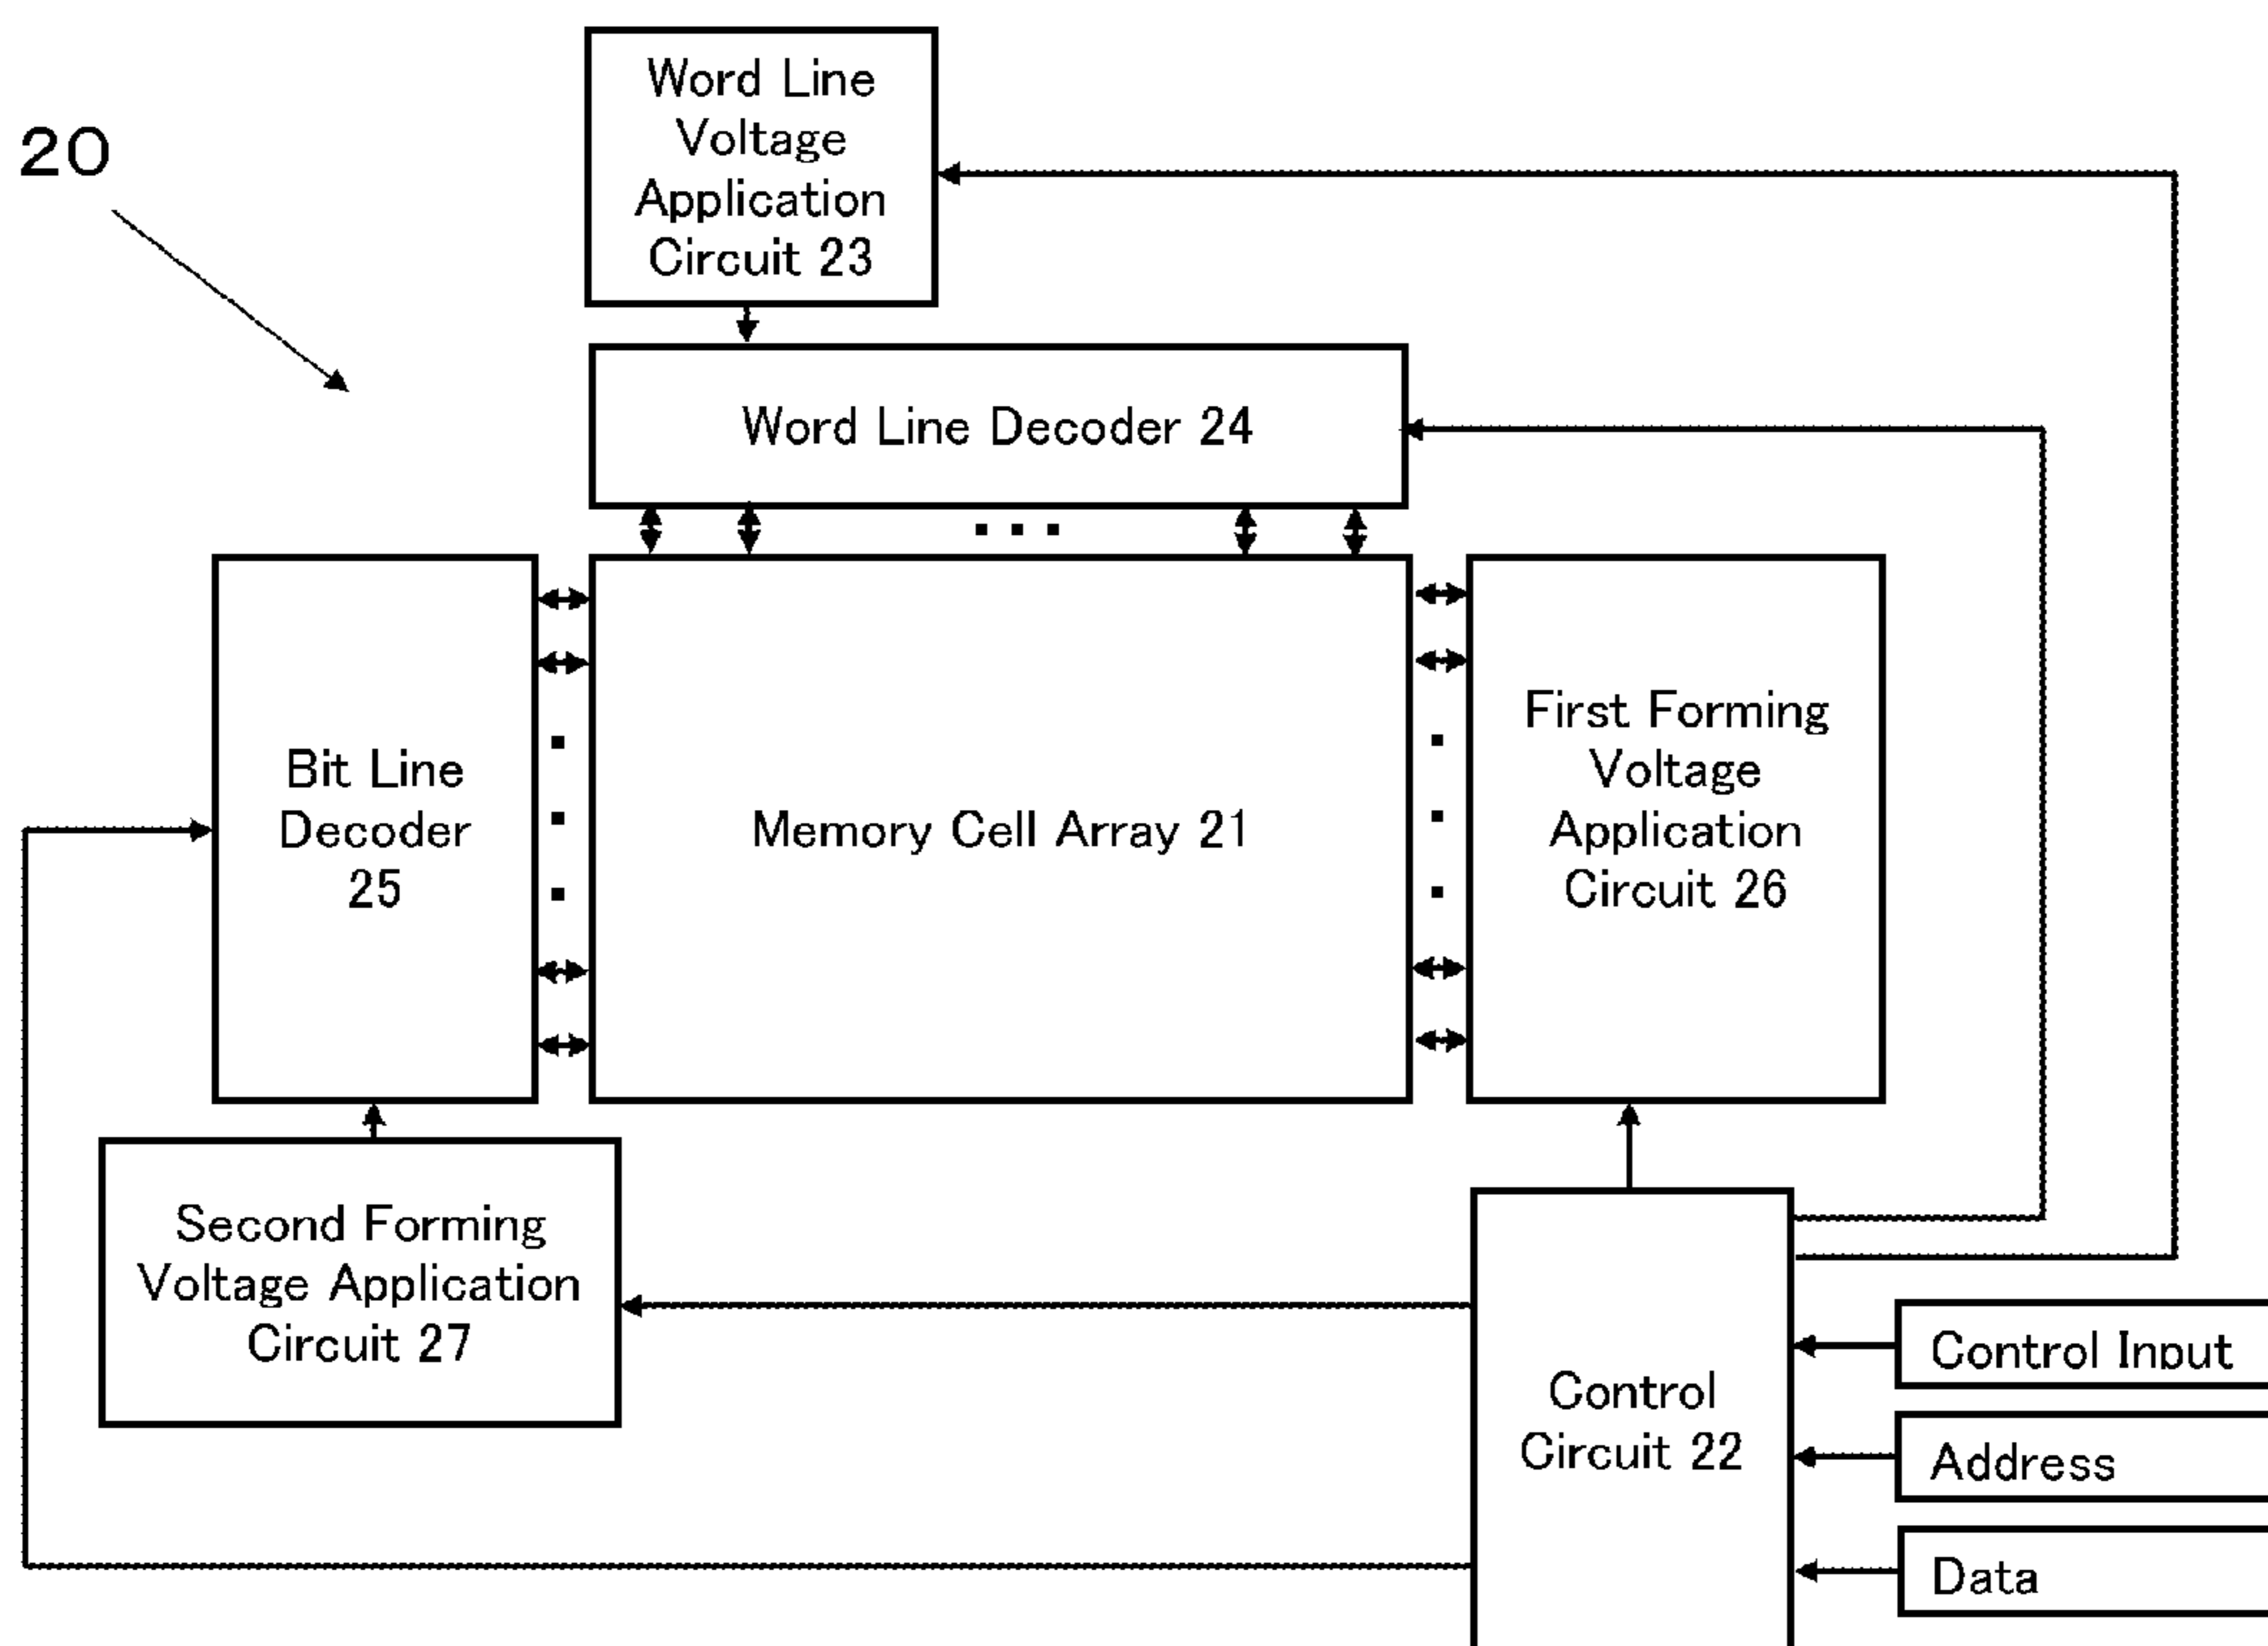 20
Word Line
Voltage
Application
Circuit 23
Word Line Decoder 24
Bit Line
Decoder
25
Memory Cell Array 21
First Forming
Voltage
Application
Circuit 26
Second Forming
Voltage Application
Circuit 27
Control
Circuit 22
Control Input
Address
Data